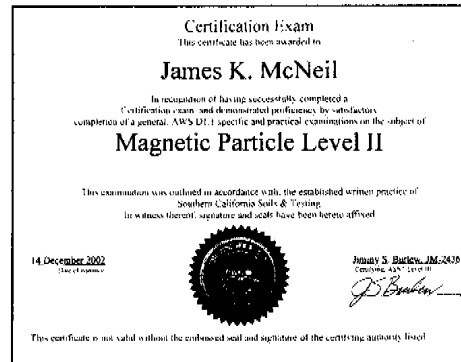 Certification Exam
This certificate has been awarded to
James K. McNeil
In recognition of having successfully completed a
Certification exam and demonstrated proficiency by satisfactory
completion of a general, AWS D1.1 specific and practical examinations on the subject of
Magnetic Particle Level II
This examination was outlined in accordance with, the established written practice of
Southern California Soils & Testing
In witness thereof, signature and seals have been hereto affixed
14 December 2002
Date of
Jimmy S. Burlew, JM-2436
Certifying, Level III
This certificate is not valid without the embossed seal and signature of the certifying authority listed